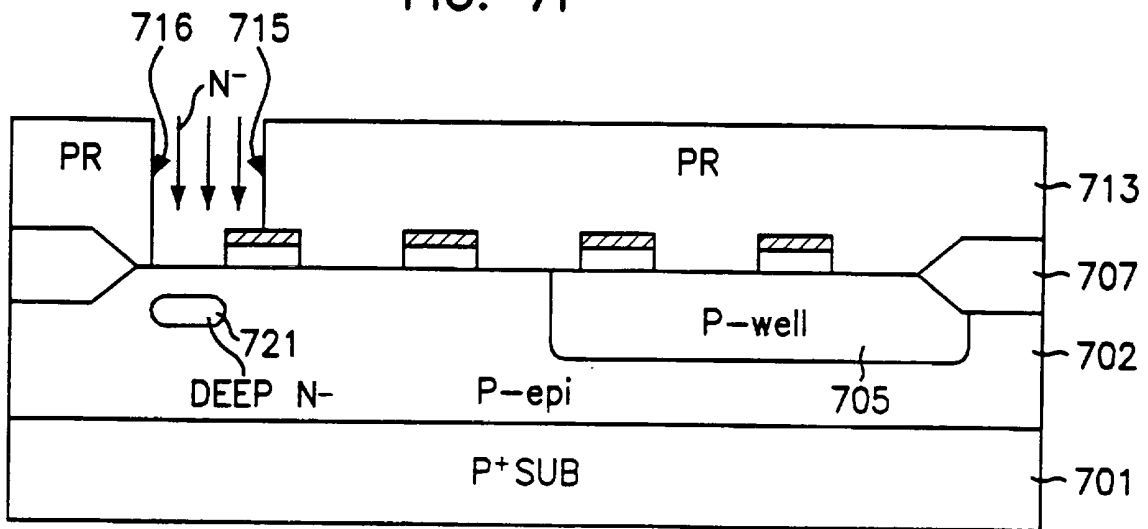 716 715
N⁻
PR
PR
713
707
P-well
721
702
DEEP N-
P-epi
705
P⁺SUB
701